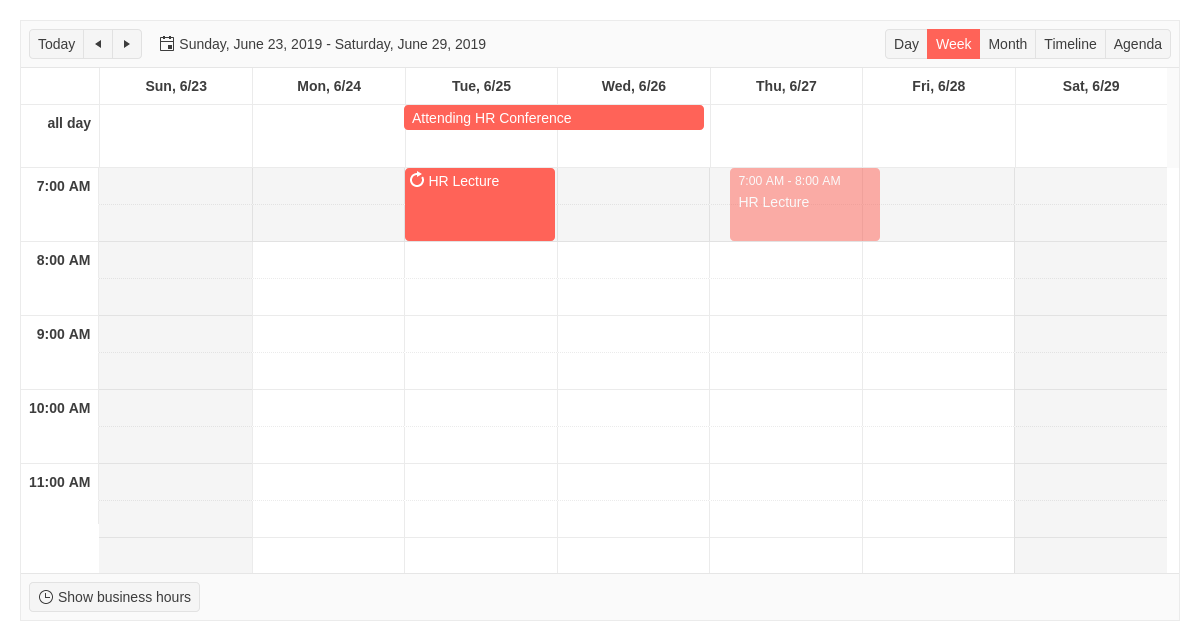 Today
Sunday, June 23, 2019 - Saturday, June 29, 2019
Day Week Month Timeline Agenda
Sun, 6/23 Mon, 6/24 Tue, 6/25 Wed, 6/26 Thu, 6/27 Fri, 6/28 Sat, 6/29
all day
Attending HR Conference
7:00 AM
HR Lecture
7:00 AM - 8:00 AM
HR Lecture
8:00 AM
9:00 AM
10:00 AM
11:00 AM
Show business hours